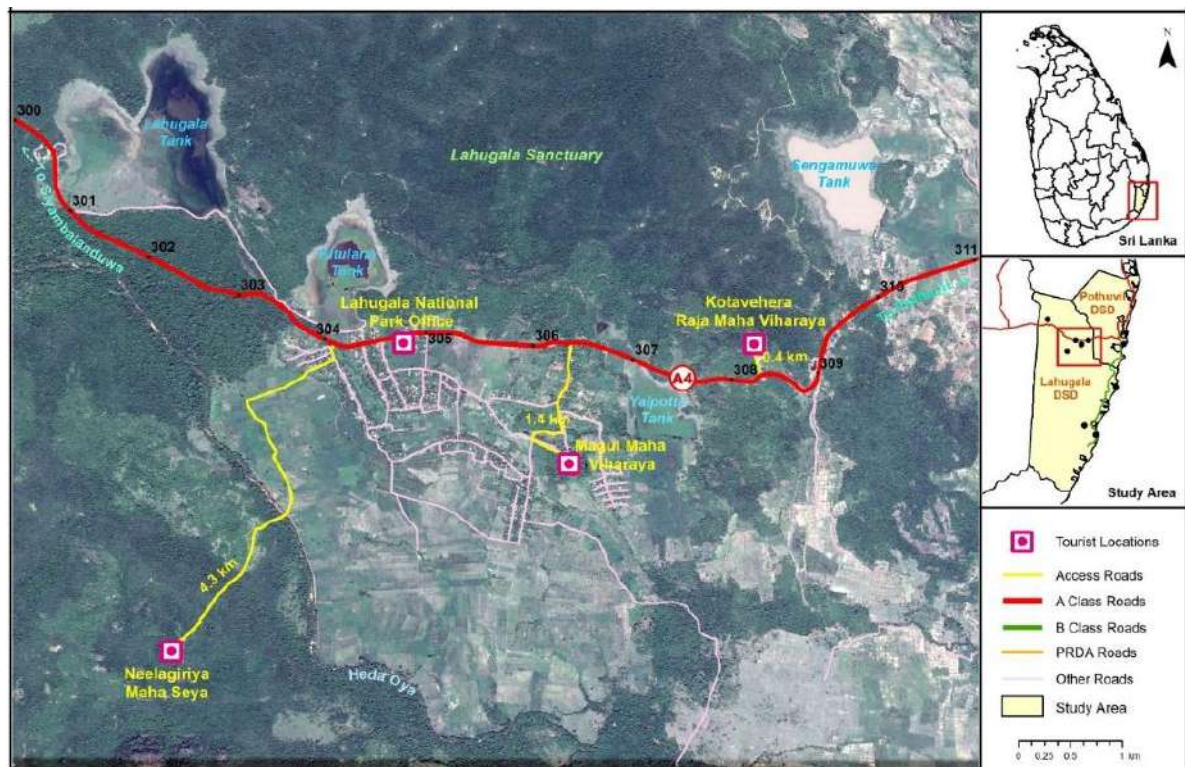 300
Lahugala
Tank
Lahugala Sanctuary
Sengamuwa
Tank
To Siyambalanduwa
301
302
303
Kitulana
Tank
304
Lahugala National
Park Office
305
306
307
A4
308
309
310
311
Kotavehera
Raja Maha Viharaya
0.4 km
Yalpotta
Tank
1.4 km
Magul Maha
Viharaya
4.3 km
Neelagiriya
Maha Seya
Heda Oya
N
Sri Lanka
Pothuvil
DSD
Lahugala
DSD
Study Area
Tourist Locations
Access Roads
A Class Roads
B Class Roads
PRDA Roads
Other Roads
Study Area
0 0.25 0.5 1 km